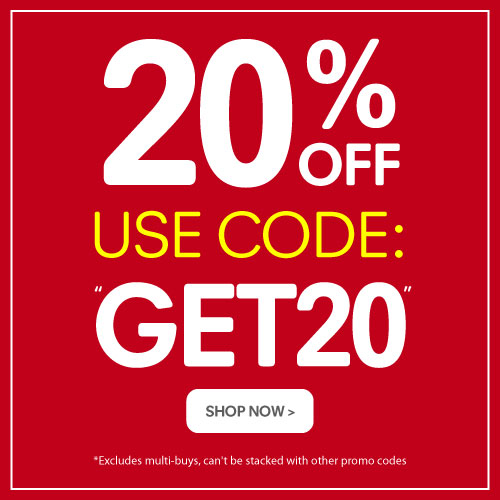 20% OFF
USE CODE:
"GET20"
SHOP NOW >
*Excludes multi-buys, can't be stacked with other promo codes